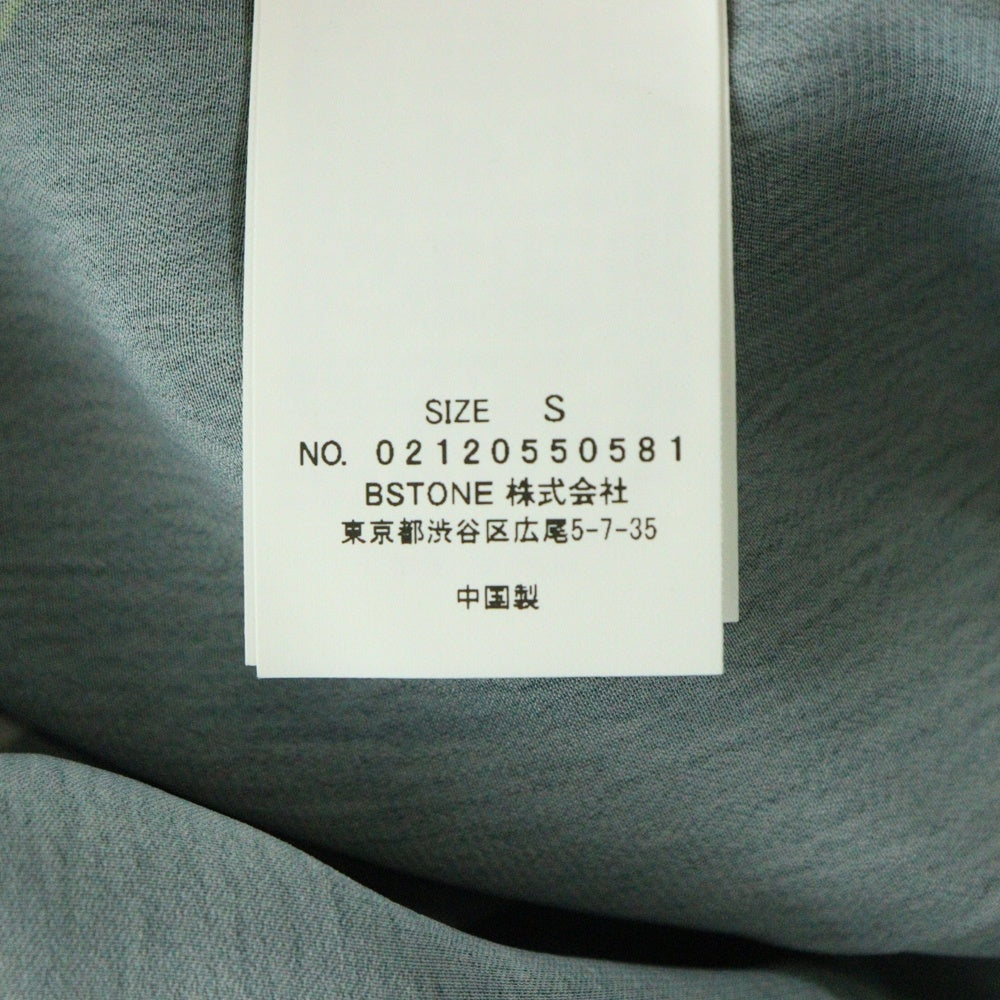 SIZE S
NO. 02120550581
BSTONE 株式会社
東京都渋谷区広尾5-7-35
中国製